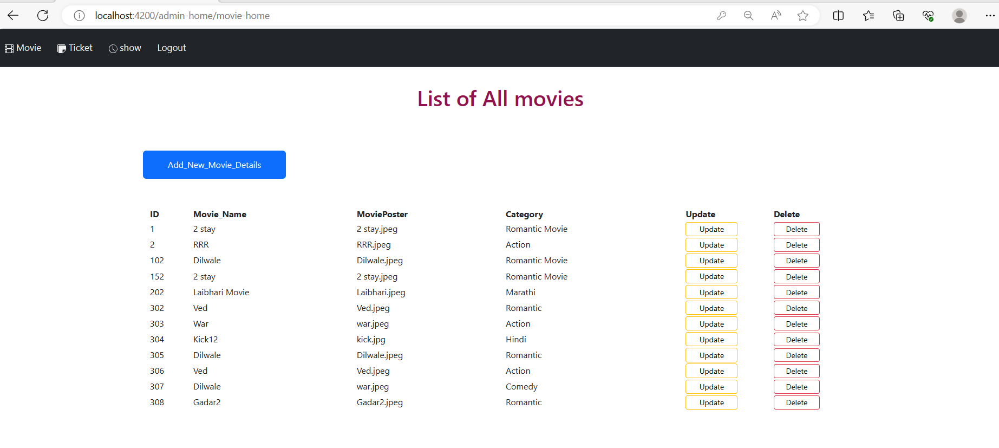 localhost:4200/admin-home/movie-home
Movie Ticket show Logout
List of All movies
Add_New_Movie_Details
ID Movie_Name MoviePoster Category Update Delete
1 2 stay 2 stay.jpeg Romantic Movie Update Delete
2 RRR RRR.jpeg Action Update Delete
102 Dilwale Dilwale.jpeg Romantic Movie Update Delete
152 2 stay 2 stay.jpeg Romantic Movie Update Delete
202 Laibhari Movie Laibhari.jpeg Marathi Update Delete
302 Ved Ved.jpeg Romantic Update Delete
303 War war.jpeg Action Update Delete
304 Kick12 kick.jpg Hindi Update Delete
305 Dilwale Dilwale.jpeg Romantic Update Delete
306 Ved Ved.jpeg Action Update Delete
307 Dilwale war.jpeg Comedy Update Delete
308 Gadar2 Gadar2.jpeg Romantic Update Delete